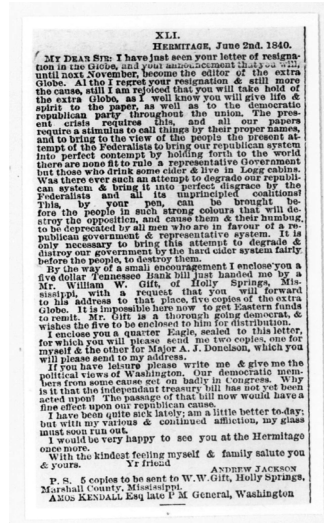 XLI.
HERMITAGE, June 2nd. 1840.
MY DEAR SIR: I have just seen your letter of resigna-
tion in the Globe, and your announcement that you will,
until next November, become the editor of the extra
Globe. Al tho I regret your resignation & still more
the cause, still I am rejoiced that you will take hold of
the extra Globe, as I well know you will give life &
spirit to the paper, as well as to the democratic
republican party throughout the union. The pres-
ent crisis requires this, and all our papers
require a stimulus to call things by their proper names,
and to bring to the view of the people the present at-
tempt of the Federalists to bring our republican system
into perfect contempt by holding forth to the world
there are none fit to rule a representative Government
but those who drink some cider & live in Logg cabins.
Was there ever such an attempt to degrade our republi-
can system & bring it into perfect disgrace by the
Federalists and all its unprincipled coalitions?
This, by your pen, can be brought be-
fore the people in such strong colours that will de-
stroy the opposition, and cause them & their humbug,
to be deprecated by all men who are in favour of a re-
publican government & representative system. It is
only necessary to bring this attempt to degrade &
distroy our government by the hard cider system fairly
before the people, to destroy them.
By the way of a small encouragement I enclose you a
five dollar Tennessee Bank bill just handed me by a
Mr. William W. Gift, of Holly Springs, Mis-
sissippi, with a request that you will forward
to his address to that place, five copies of the extra
Globe. It is impossible here now to get Eastern funds
to remit. Mr. Gift is a thorough going democrat, &
wishes the five to be enclosed to him for distribution.
I enclose you a quarter Eagle, sealed to this letter,
for which you will please send me two copies, one for
myself & the other for Major A. J. Donelson, which you
will please send to my address.
If you have leisure please write me & give me the
political views of Washington. Our democratic mem-
bers from some cause get on badly in Congress. Why
is it that the independant treasury bill has not yet been
acted upon? The passage of that bill now would have a
fine effect upon our republican cause.
I have been quite sick lately; am a little better to-day;
but with my various & continued affliction, my glass
must soon run out.
I would be very happy to see you at the Hermitage
once more.
With the kindest feeling myself & family salute you
& yours. Yr friend
ANDREW JACKSON
P. S. 5 copies to be sent to W. W. Gift, Holly Springs,
Marshall County, Mississippi.
AMOS KENDALL Esq late P M General, Washington